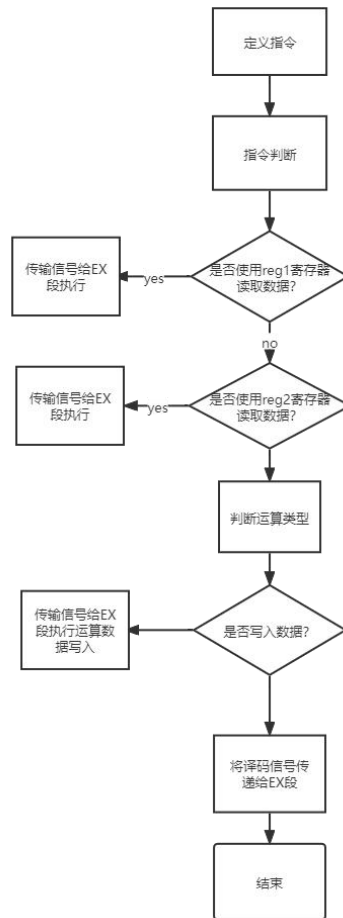 定义指令
指令判断
是否使用reg1寄存器
读取数据?
yes
传输信号给EX
段执行
no
是否使用reg2寄存器
读取数据?
yes
传输信号给EX
段执行
判断运算类型
是否写入数据?
传输信号给EX
段执行运算数
据写入
将译码信号传
递给EX段
结束